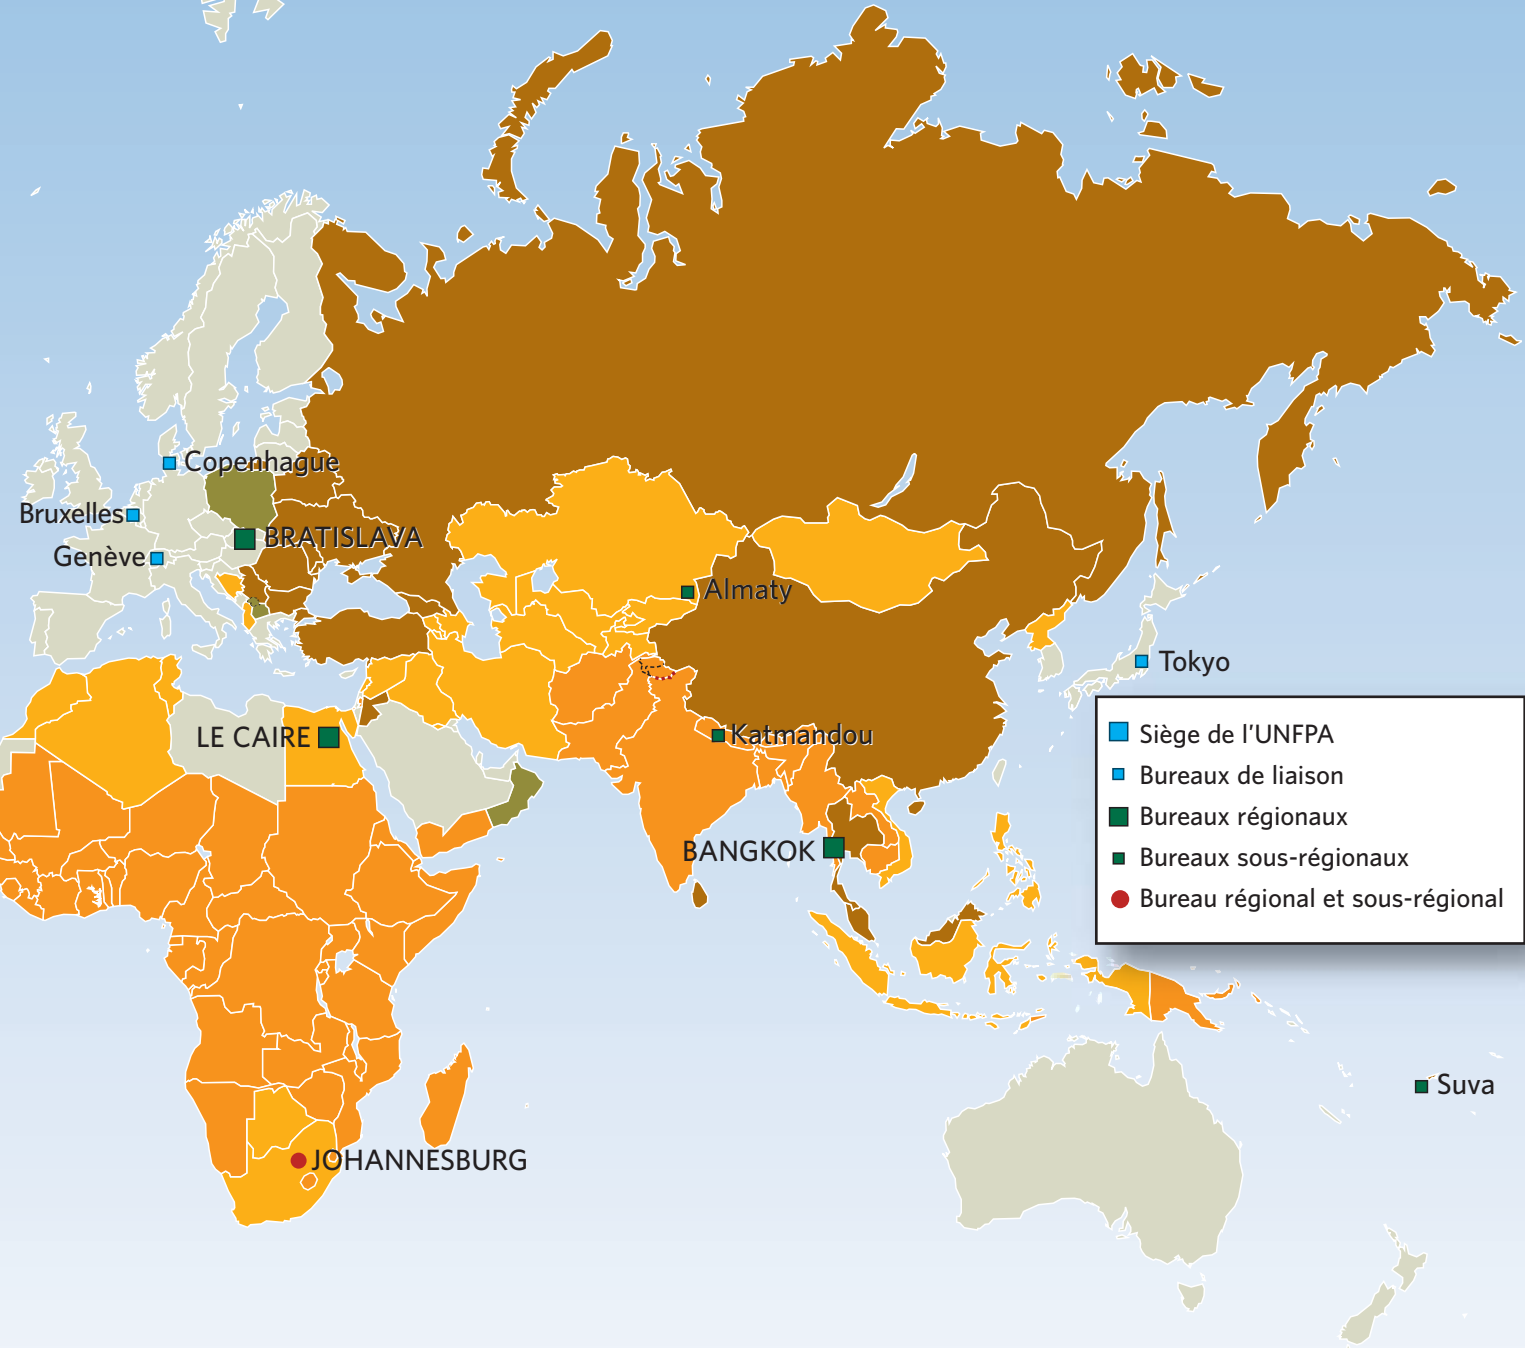 Copenhague
Bruxelles
BRATISLAVA
Genève
Almaty
Tokyo
LE CAIRE
Katmandou
BANGKOK
Siège de l'UNFPA
Bureaux de liaison
Bureaux régionaux
Bureaux sous-régionaux
Bureau régional et sous-régional
Suva
JOHANNESBURG